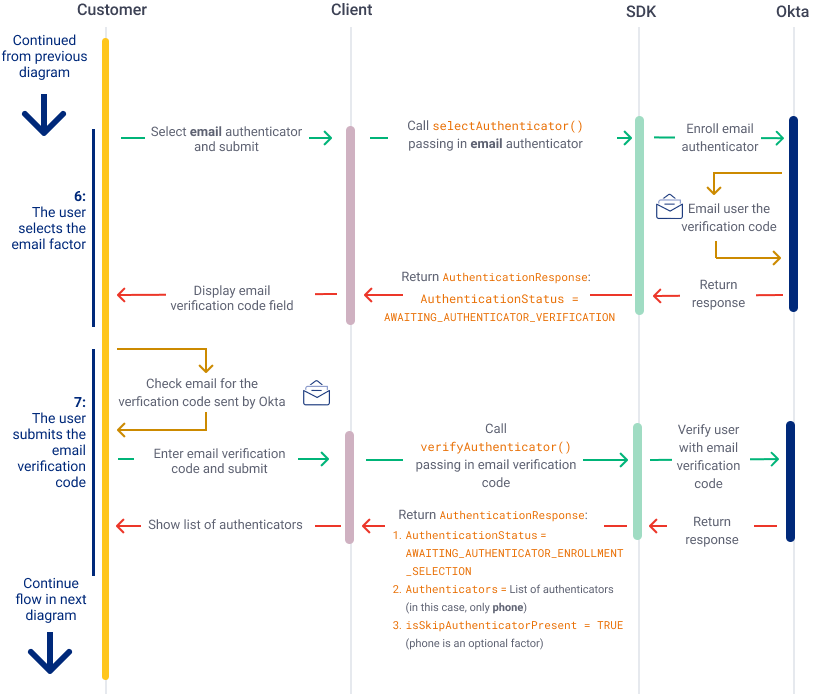 Customer
Client
SDK
Okta
Continued
from previous
diagram
6:
The user
selects the
email factor
Select email authenticator
and submit
Call selectAuthenticator()
passing in email authenticator
Enroll email
authenticator
Email user the
verification code
Return
response
Return AuthenticationResponse:
AuthenticationStatus =
AWAITING_AUTHENTICATOR_VERIFICATION
Display email
verification code field
7:
The user
submits the
email
verification
code
Check email for the
verfication code sent by Okta
Enter email verification
code and submit
Call
verifyAuthenticator()
passing in email verification
code
Verify user
with email
verification
code
Return
response
Return AuthenticationResponse:
1. AuthenticationStatus =
AWAITING_AUTHENTICATOR_ENROLLMENT
_SELECTION
2. Authenticators = List of authenticators
(in this case, only phone)
3. isSkipAuthenticatorPresent = TRUE
(phone is an optional factor)
Show list of authenticators
Continue
flow in next
diagram